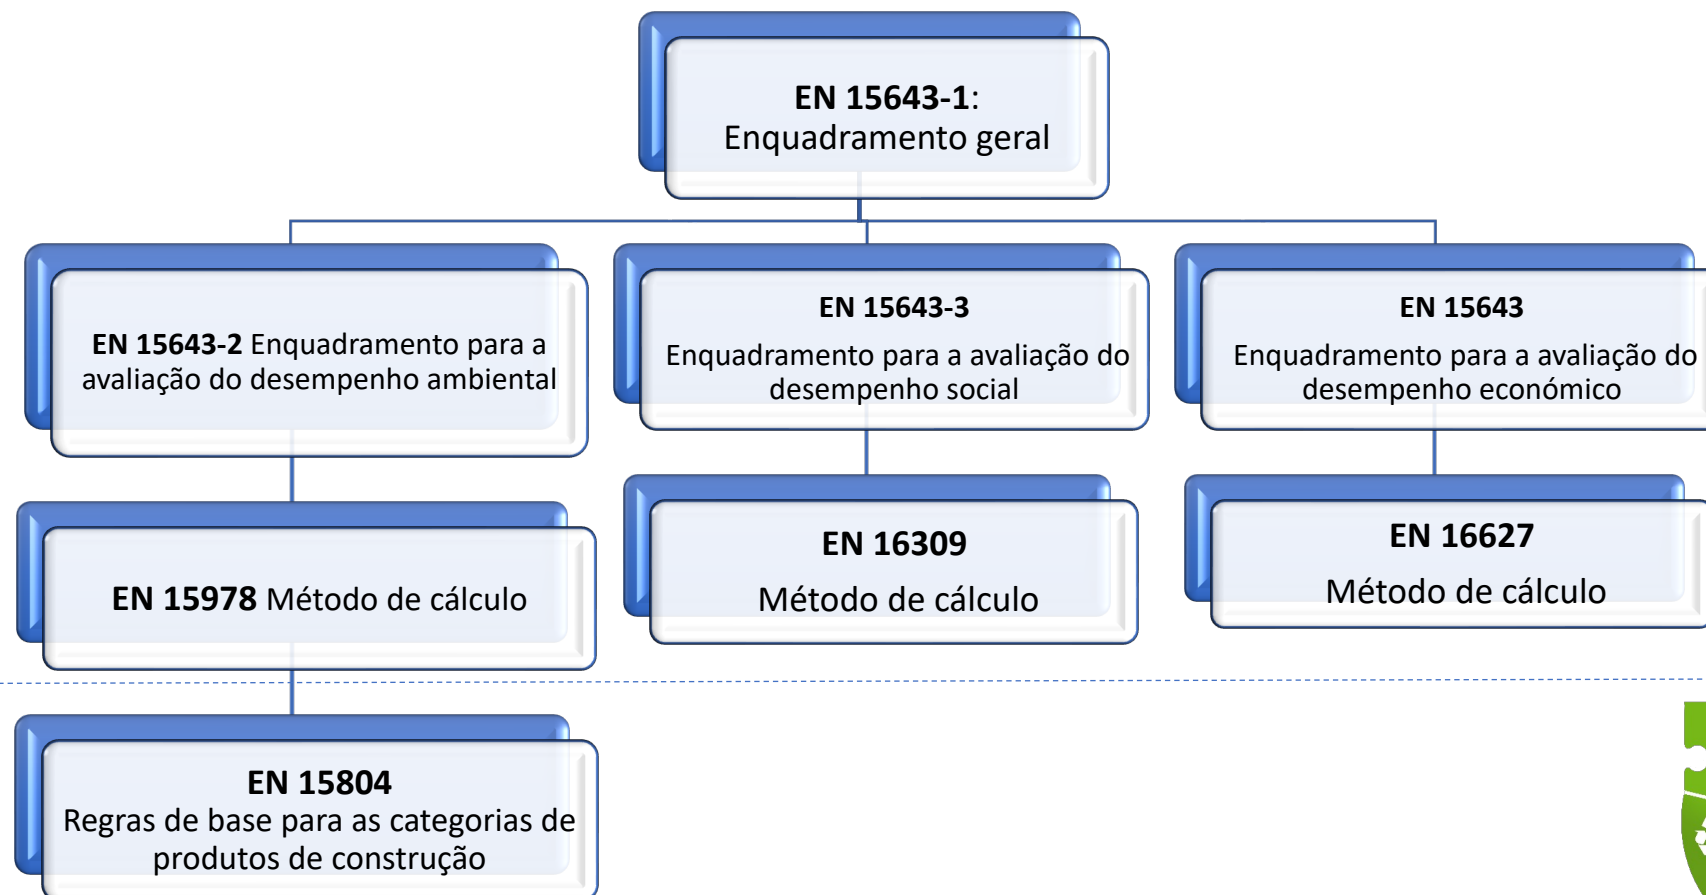 EN 15643-1:
Enquadramento geral
EN 15643-2 Enquadramento para a
avaliação do desempenho ambiental
EN 15643-3
Enquadramento para a avaliação do
desempenho social
EN 15643
Enquadramento para a avaliação do
desempenho económico
EN 15978 Método de cálculo
EN 16309
Método de cálculo
EN 16627
Método de cálculo
EN 15804
Regras de base para as categorias de
produtos de construção